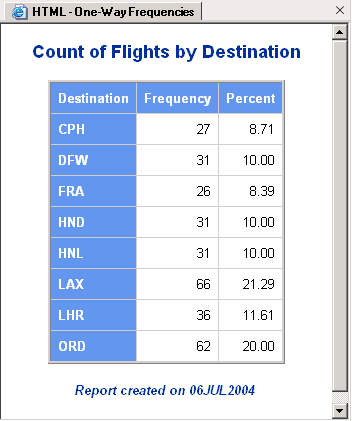 HTML - One-Way Frequencies
Count of Flights by Destination
Destination Frequency Percent
CPH 27 8.71
DFW 31 10.00
FRA 26 8.39
HND 31 10.00
HNL 31 10.00
LAX 66 21.29
LHR 36 11.61
ORD 62 20.00
Report created on 06JUL2004